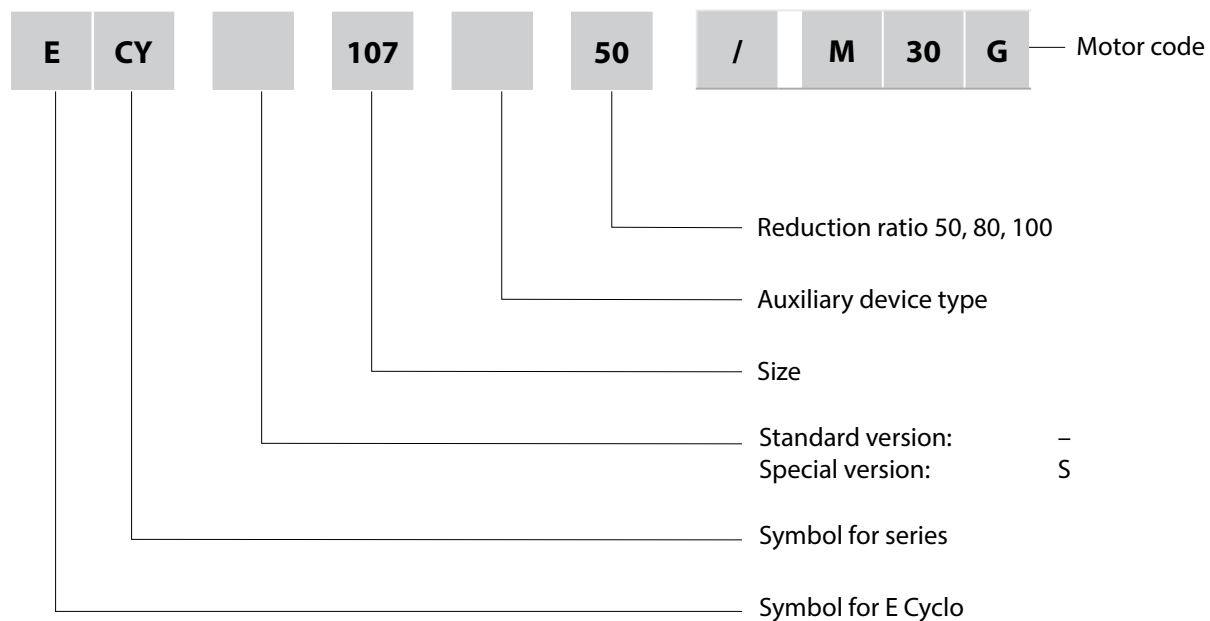 E CY 107 50 / M 30 G Motor code
Reduction ratio 50, 80, 100
Auxiliary device type
Size
Standard version: –
Special version: S
Symbol for series
Symbol for E Cyclo